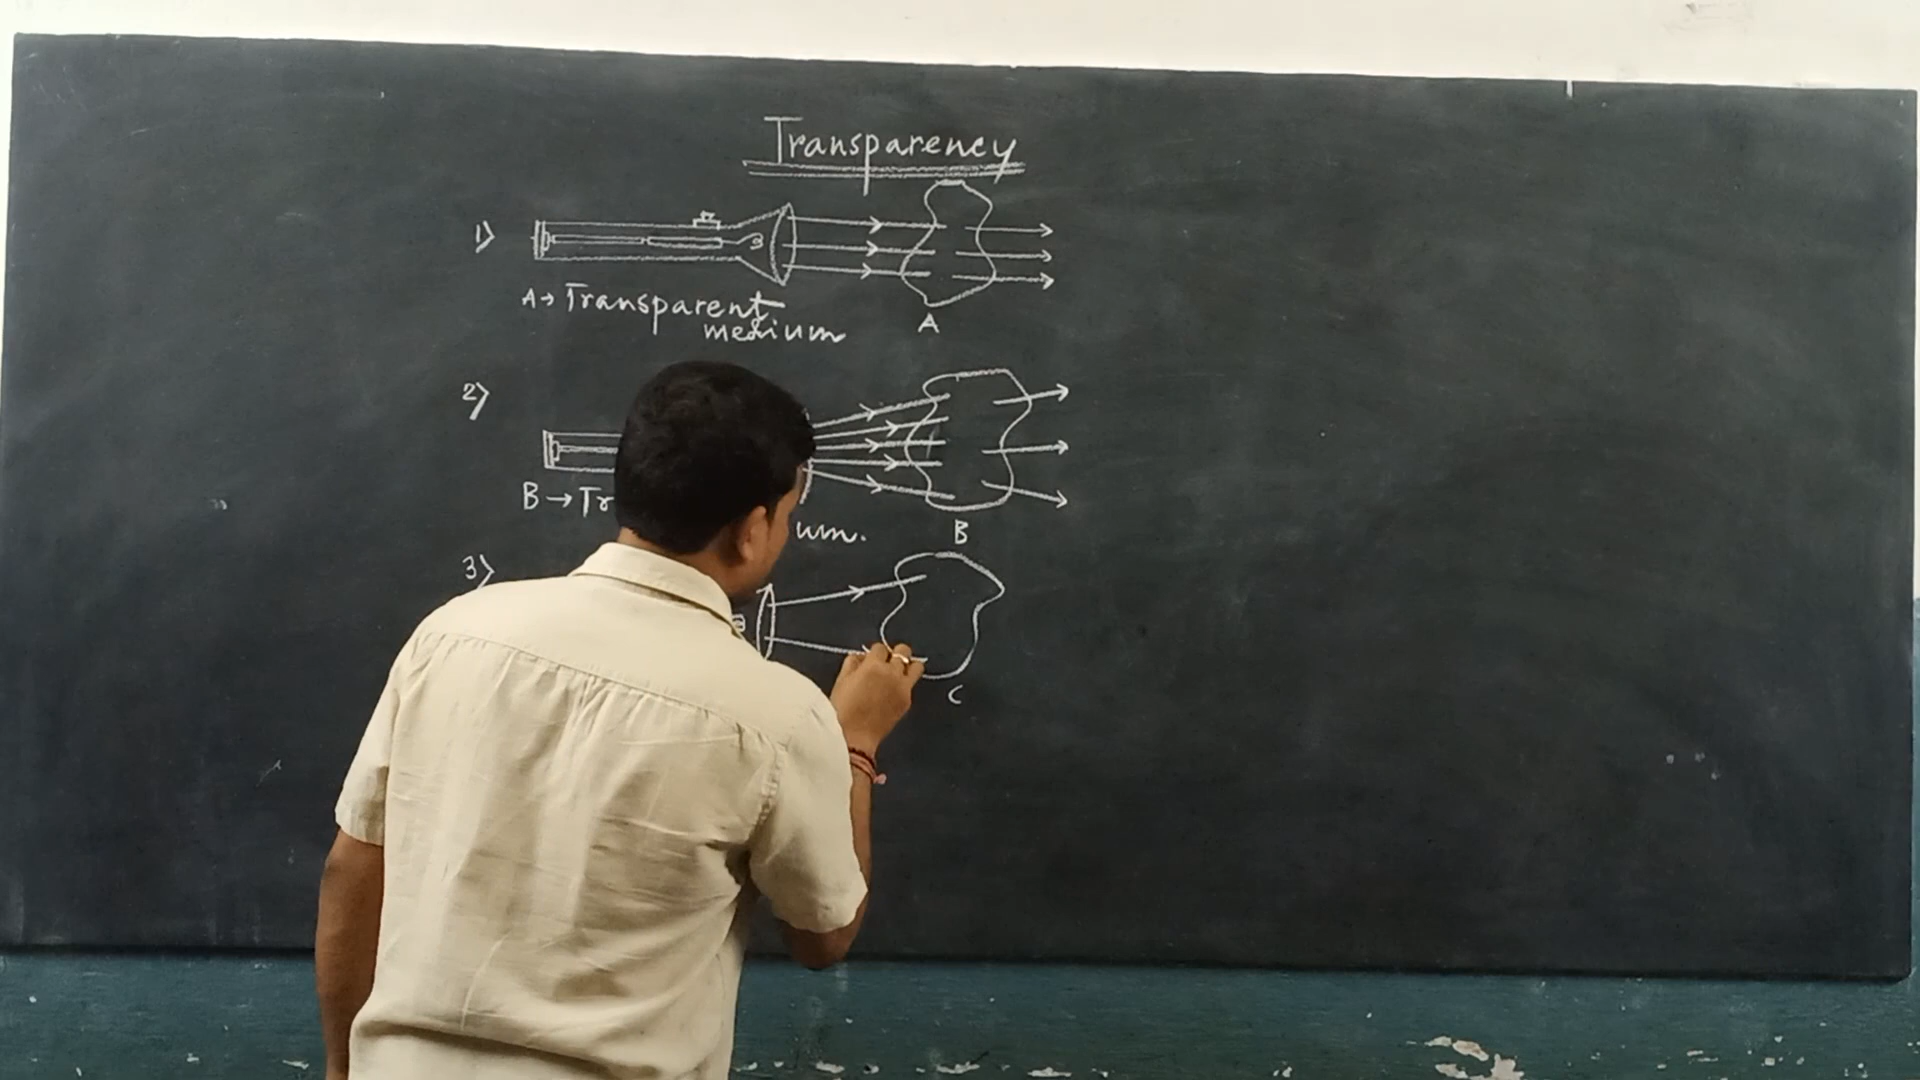 Transparency
1)
A → Transparent
medium
A
2)
B → Tr
um.
B
3)
C